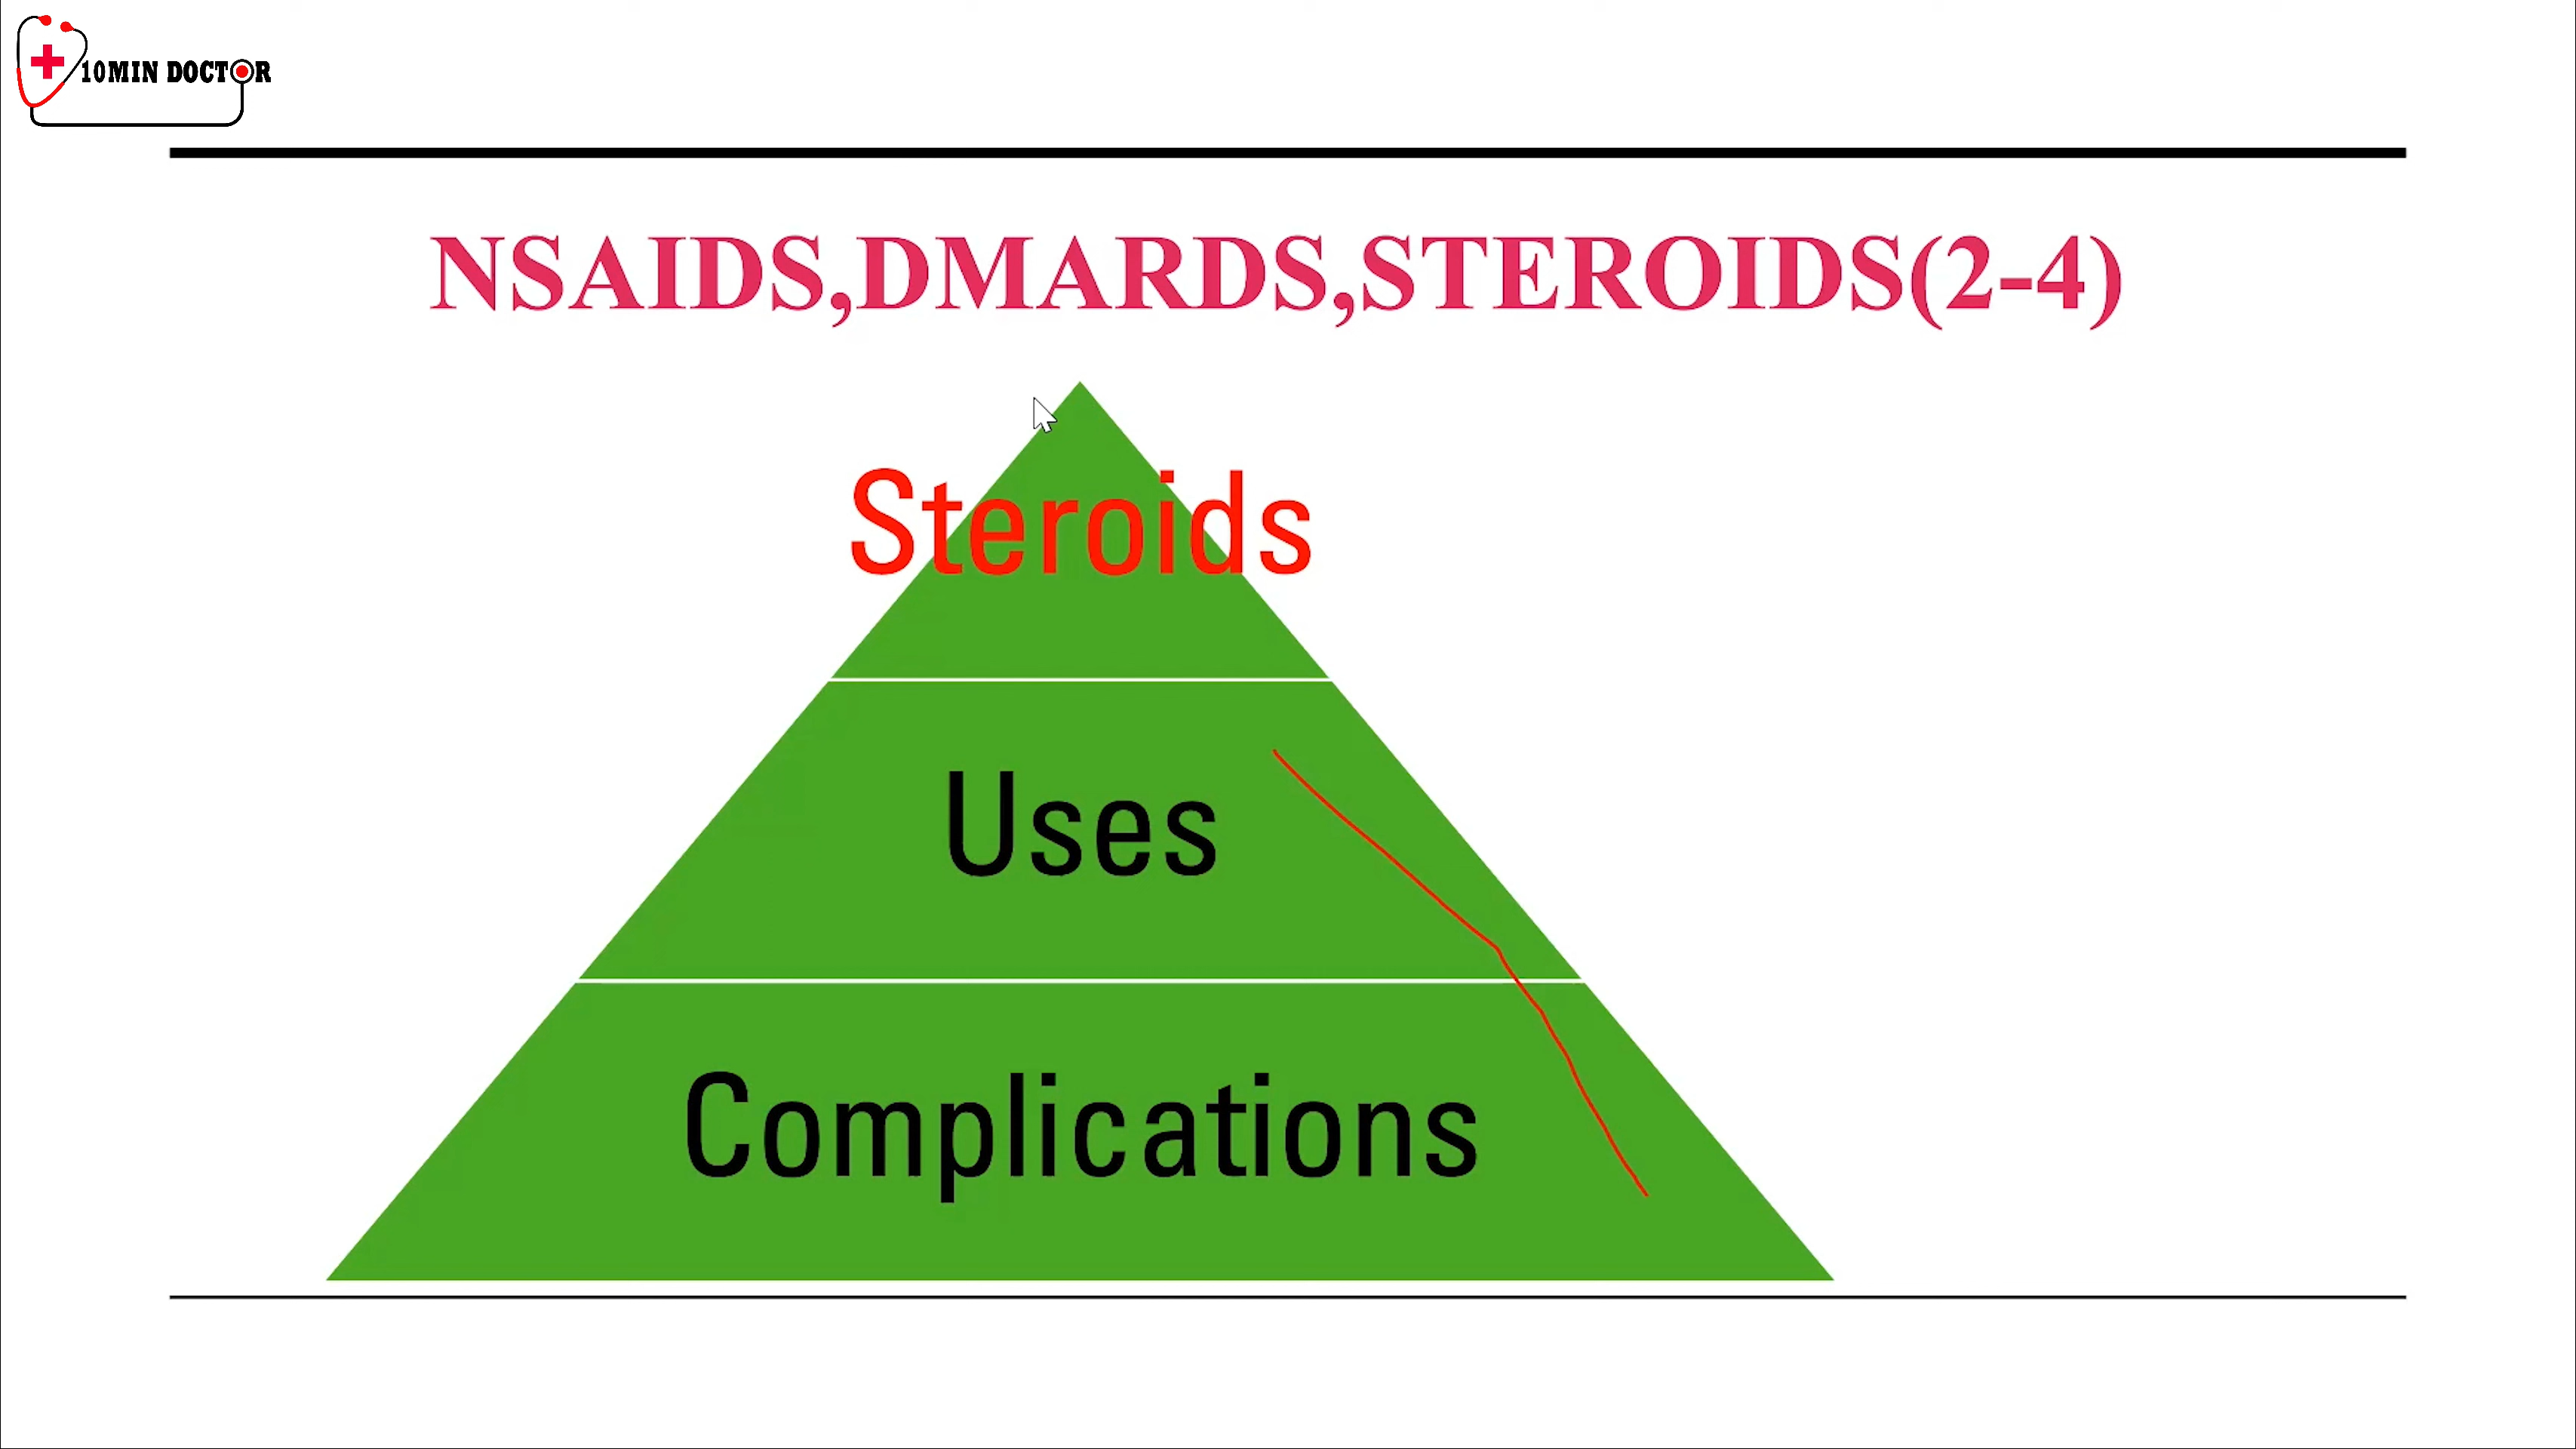 10MIN DOCTOR
NSAIDS,DMARDS,STEROIDS(2-4)
Steroids
Uses
Complications